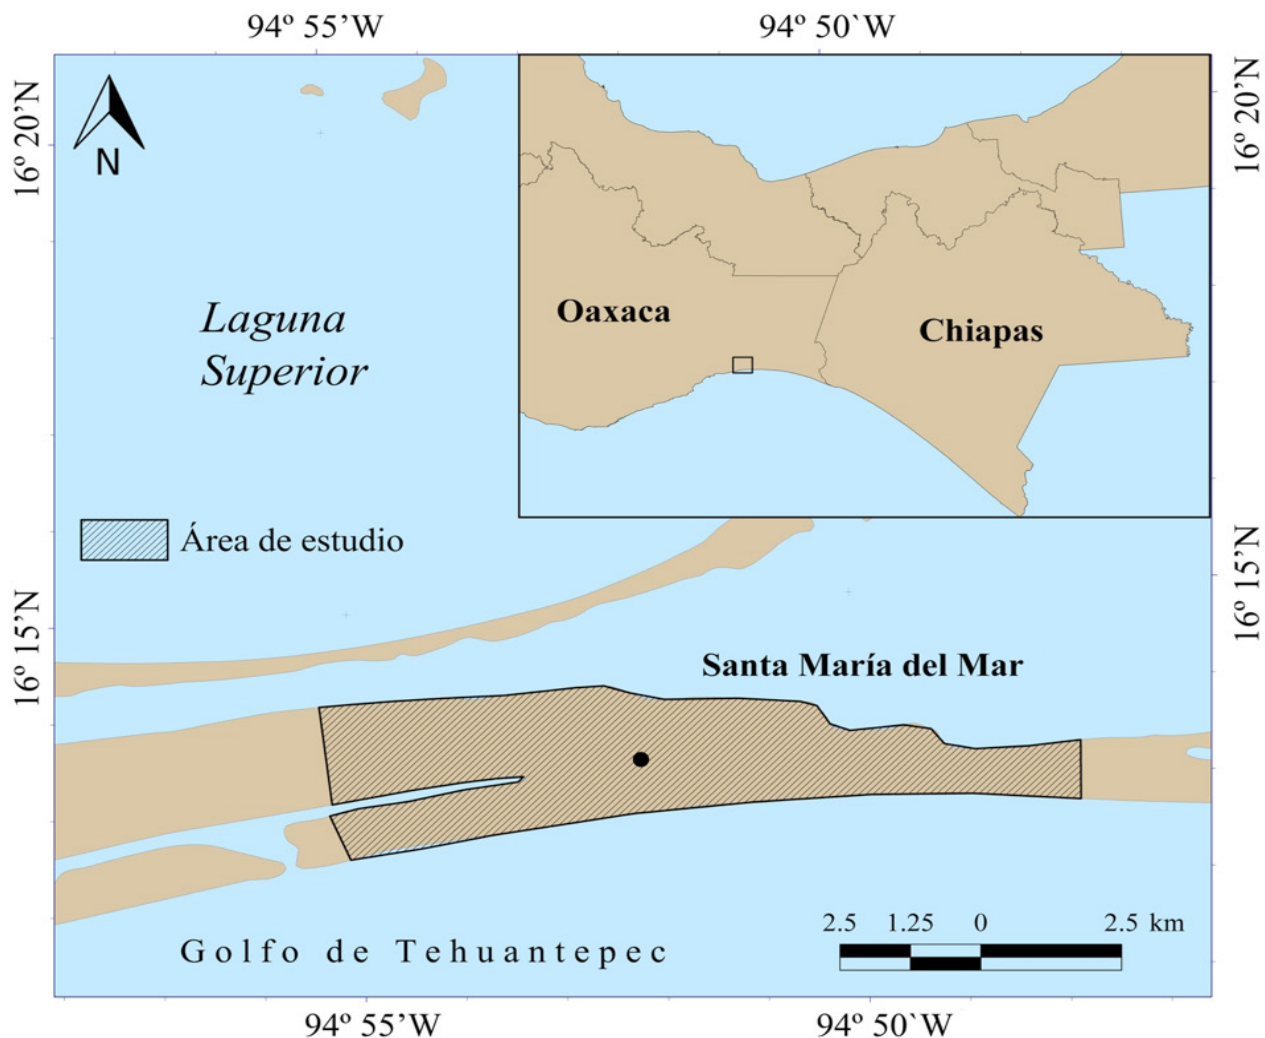 94º 55’W
94º 50`W
16º 20’N
16º 20’N
N
Laguna
Superior
Oaxaca
Chiapas
Área de estudio
16º 15’N
16º 15’N
Santa María del Mar
2.5 1.25 0 2.5 km
Golfo de Tehuantepec
94º 55’W
94º 50`W